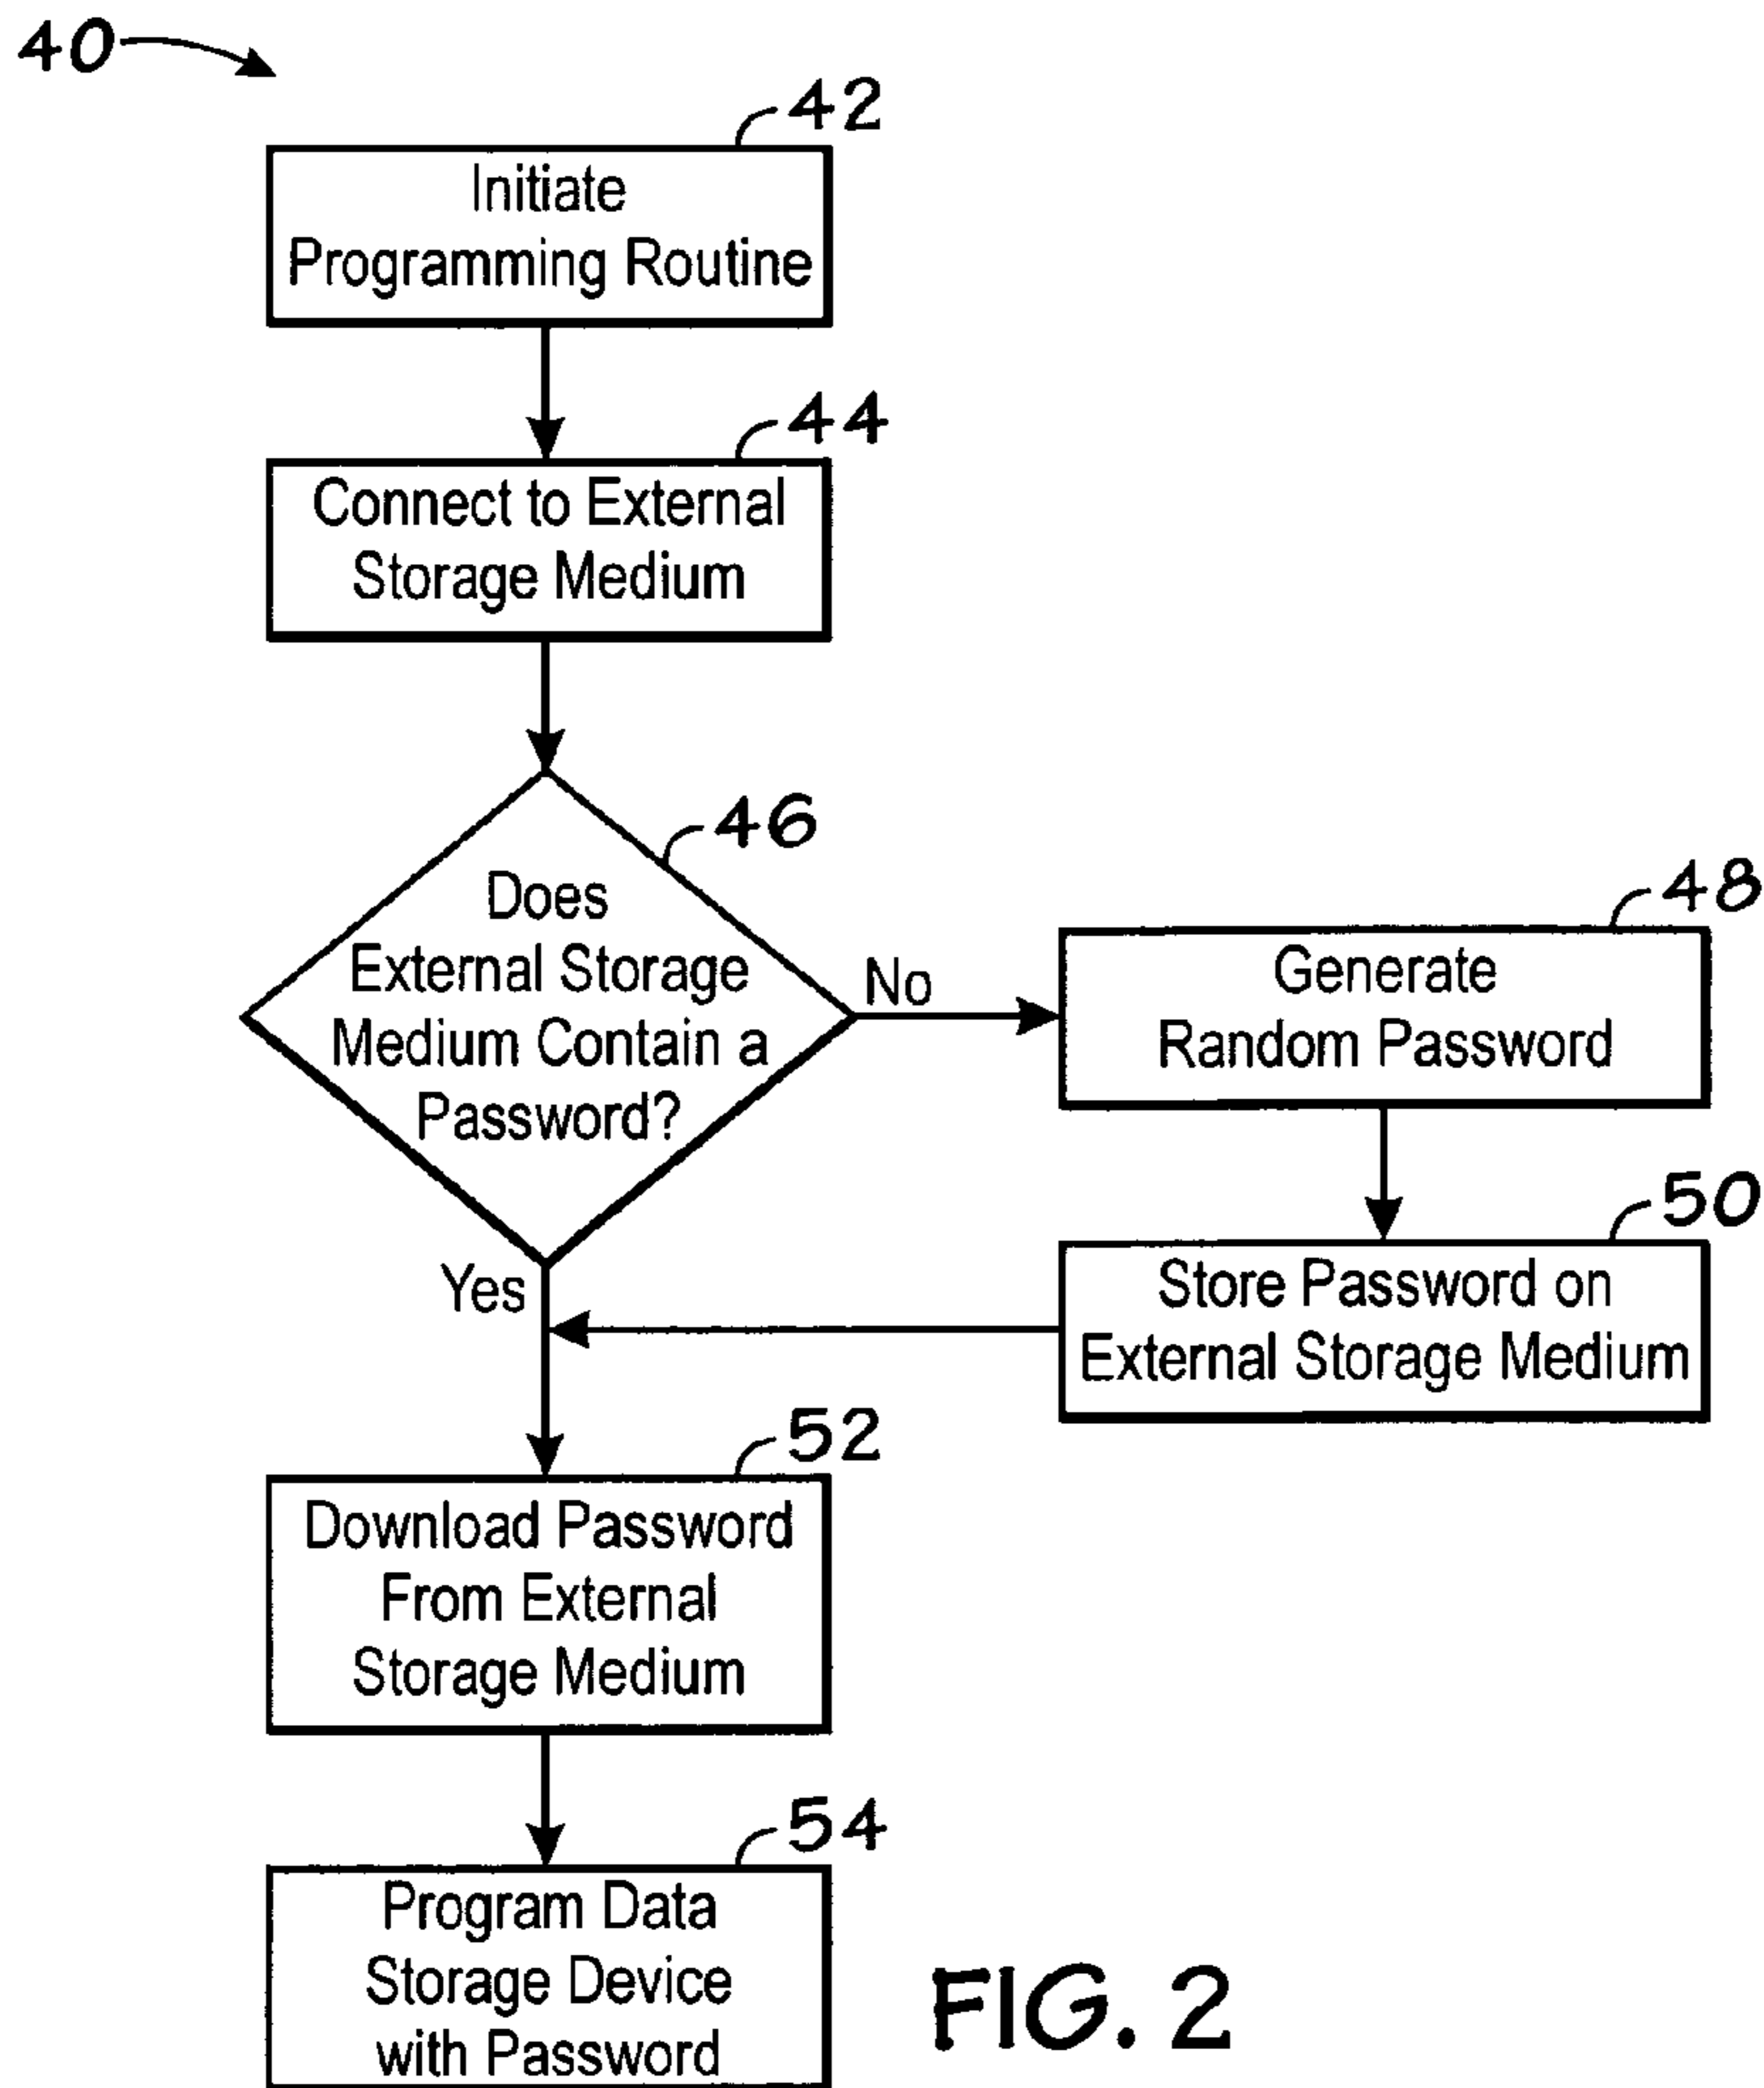 40
42
Initiate
Programming Routine
44
Connect to External
Storage Medium
46
Does
External Storage
Medium Contain a
Password?
No
48
Generate
Random Password
50
Store Password on
External Storage Medium
Yes
52
Download Password
From External
Storage Medium
54
Program Data
Storage Device
with Password
FIG. 2